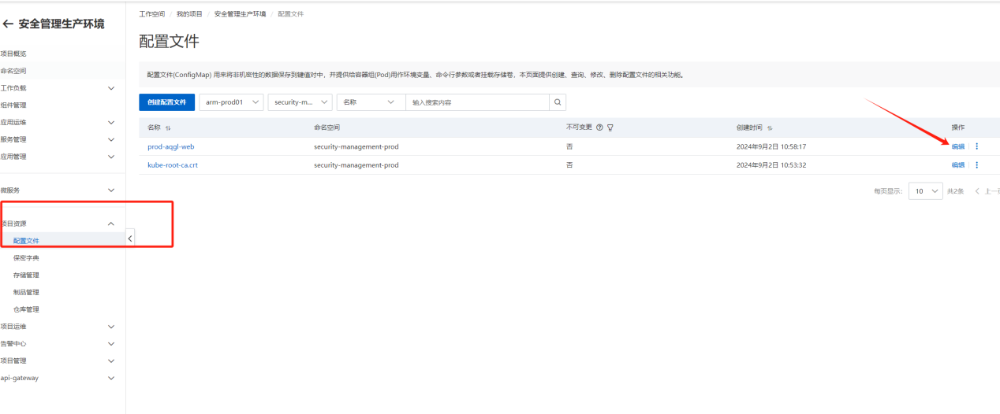 ← 安全管理生产环境
项目概览
命名空间
工作负载
组件管理
应用运维
服务管理
应用管理
微服务
项目资源
配置文件
保密字典
存储管理
制品管理
仓库管理
项目运维
告警中心
项目管理
api-gateway
工作空间 / 我的项目 / 安全管理生产环境 / 配置文件
配置文件
配置文件(ConfigMap) 用来将非机密性的数据保存到键值对中，并提供给容器组(Pod)用作环境变量、命令行参数或者挂载存储卷，本页面提供创建、查询、修改、删除配置文件的相关功能。
创建配置文件 arm-prod01 security-m... 名称 输入搜索内容
名称 命名空间 不可变更 创建时间 操作
prod-aqgl-web security-management-prod 否 2024年9月2日 10:58:17 编辑
kube-root-ca.crt security-management-prod 否 2024年9月2日 10:53:32 编辑
每页显示: 10 共2条 上一